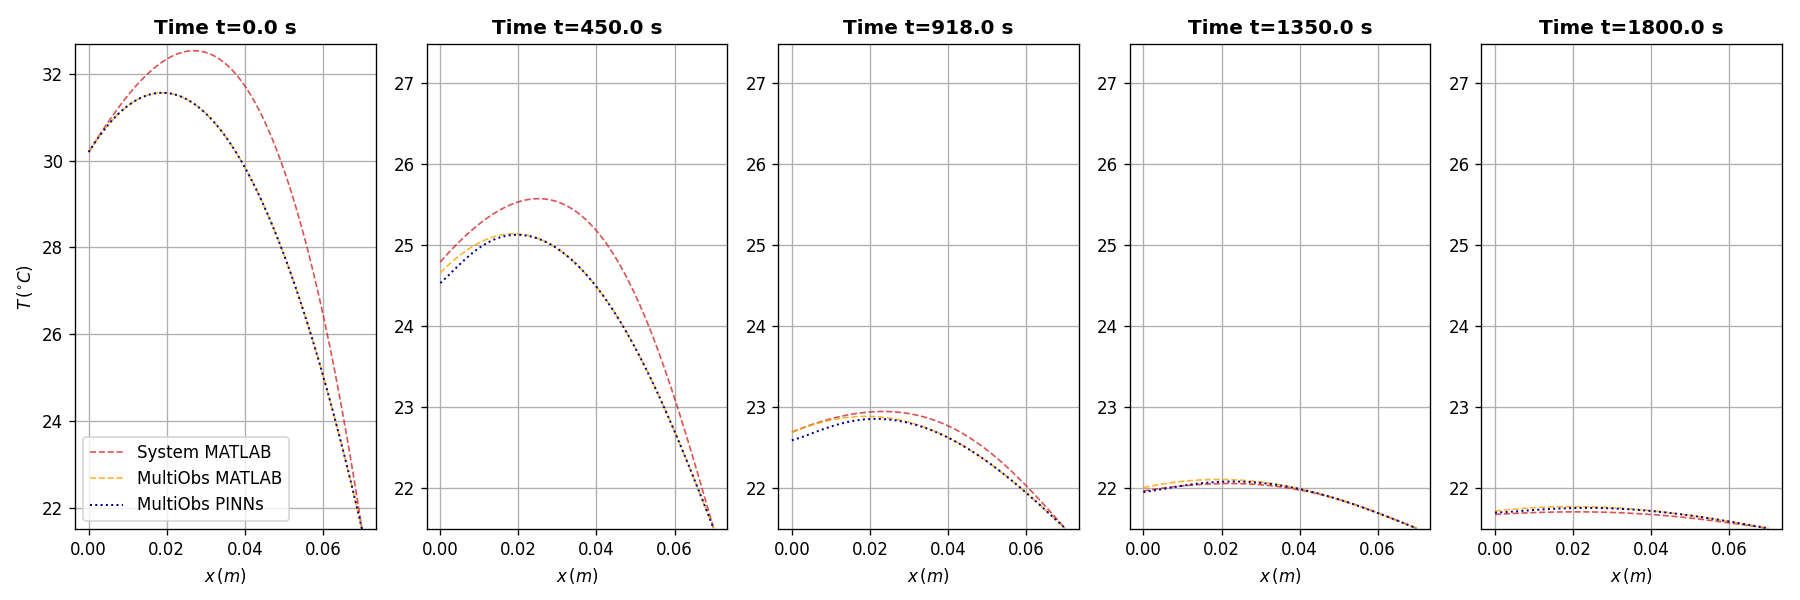 Time t=0.0 s
Time t=450.0 s
Time t=918.0 s
Time t=1350.0 s
Time t=1800.0 s
T (°C)
32
30
28
26
24
22
0.00 0.02 0.04 0.06
x (m)
System MATLAB
MultiObs MATLAB
MultiObs PINNs
27
26
25
24
23
22
0.00 0.02 0.04 0.06
x (m)
27
26
25
24
23
22
0.00 0.02 0.04 0.06
x (m)
27
26
25
24
23
22
0.00 0.02 0.04 0.06
x (m)
27
26
25
24
23
22
0.00 0.02 0.04 0.06
x (m)